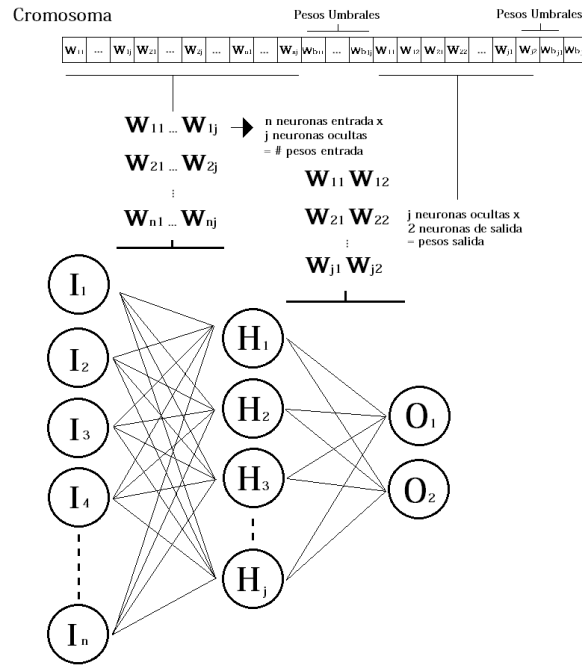 Cromosoma
Pesos Umbrales
Pesos Umbrales
W11 ... W1j W21 ... W2j ... Wn1 ... Wnj Wb11 ... Wb1j W11 W12 W21 W22 ... Wj1 Wj2 Wbj1
W11 ... W1j
n neuronas entrada x
j neuronas ocultas
= # pesos entrada
W21 ... W2j
⋮
Wn1 ... Wnj
W11 W12
W21 W22
⋮
Wj1 Wj2
j neuronas ocultas x
2 neuronas de salida
= pesos salida
I1
I2
I3
I4
In
H1
H2
H3
Hj
O1
O2